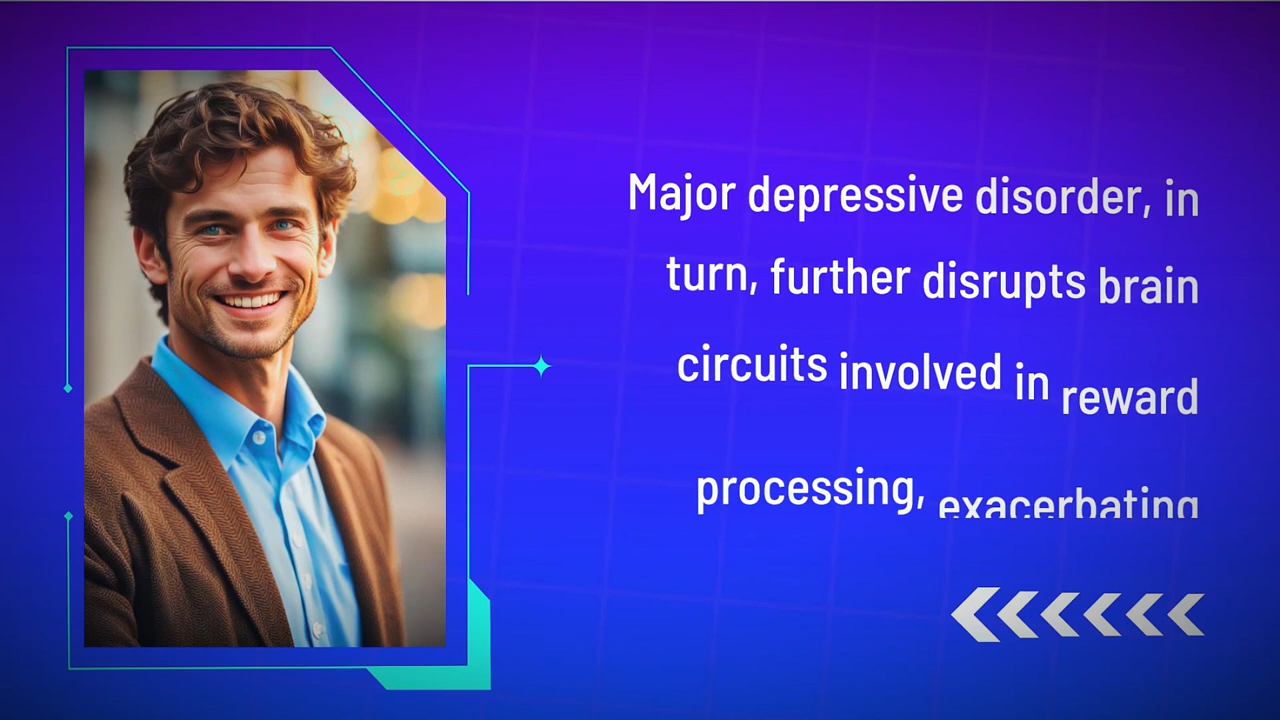 Major depressive disorder, in
turn, further disrupts brain
circuits involved in reward
processing, exacerbating